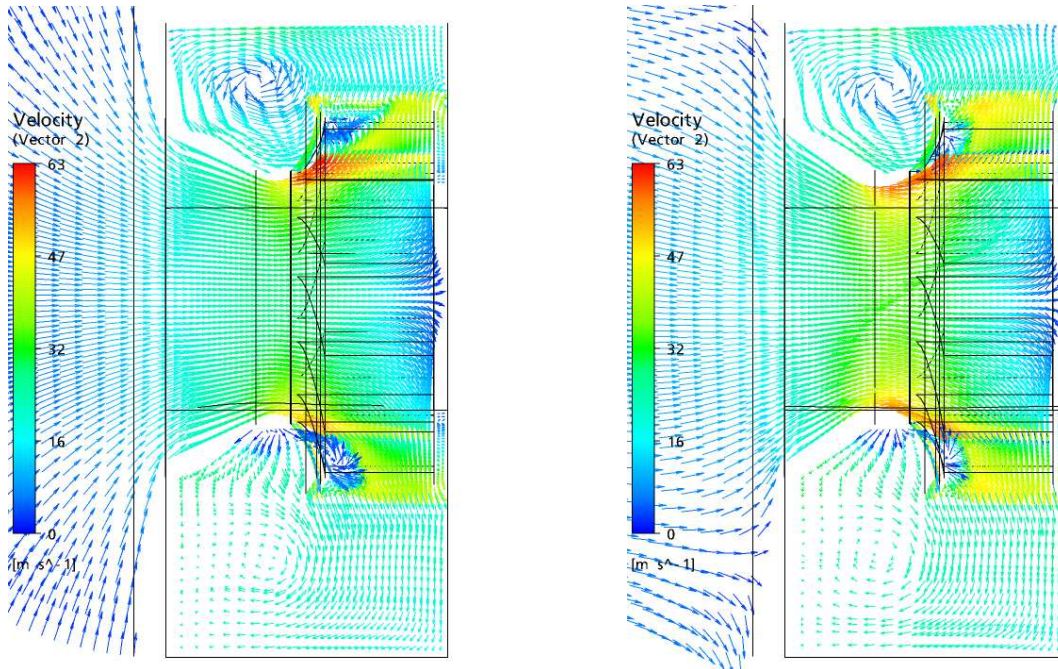 Velocity
(Vector 2)
63
47
32
16
0
[m s^-1]
Velocity
(Vector 2)
63
47
32
16
0
[m s^-1]